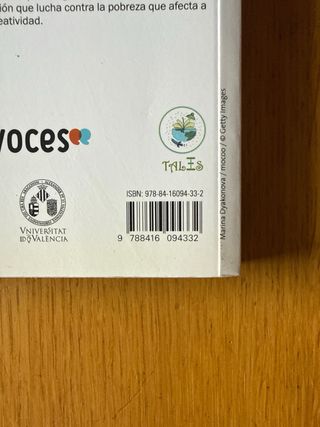 ión que lucha contra la pobreza que afecta a
eatividad.
voces
TALES
ISBN: 978-84-16094-33-2
9 788416 094332
VNIVERSITAT
ID VALÈNCIA
Marina Dyakonova / mocoo / © Getty Images